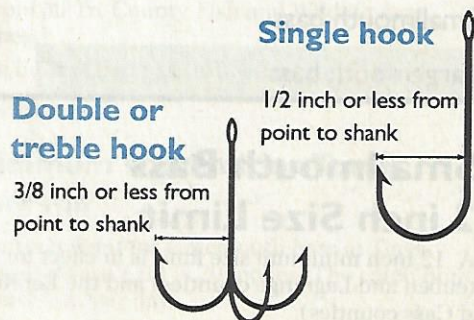 Single hook
1/2 inch or less from
point to shank
Double or
treble hook
3/8 inch or less from
point to shank